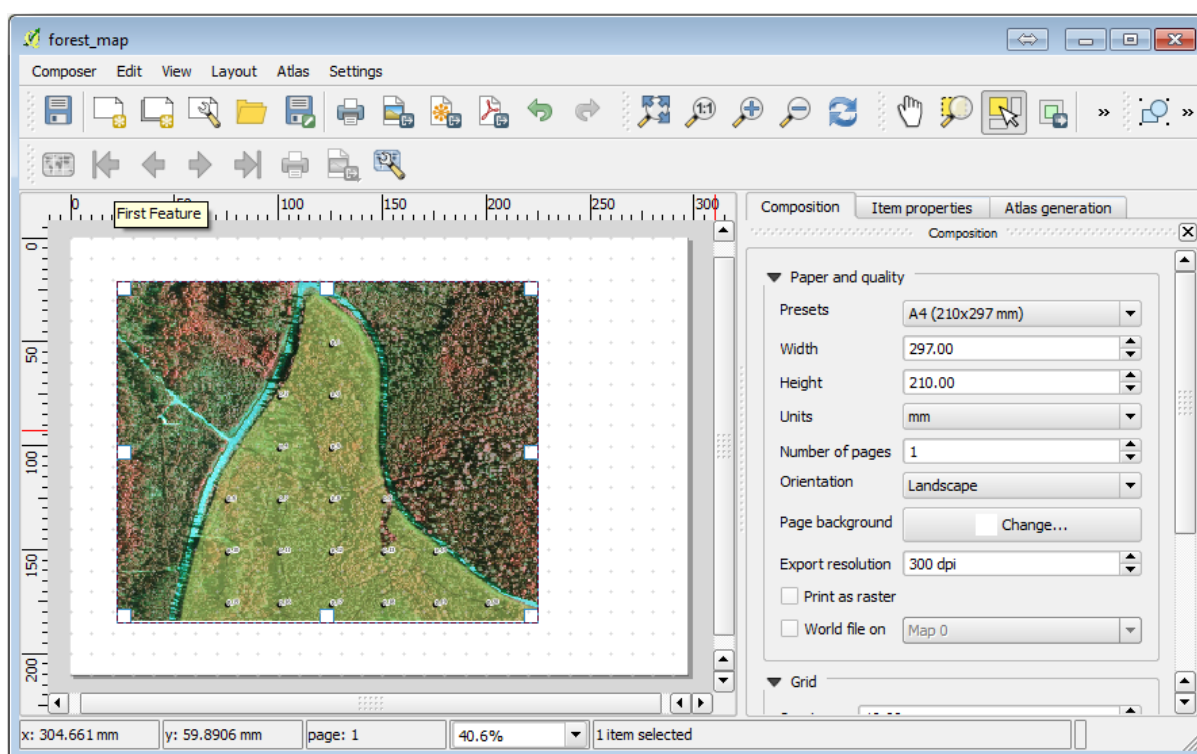 forest_map
Composer Edit View Layout Atlas Settings
1:1
» »
0 50 100 150 200 250 300
First Feature
0
50
100
150
200
Composition Item properties Atlas generation
Composition
Paper and quality
Presets A4 (210x297 mm)
Width 297.00
Height 210.00
Units mm
Number of pages 1
Orientation Landscape
Page background Change...
Export resolution 300 dpi
Print as raster
World file on Map 0
Grid
x: 304.661 mm y: 59.8906 mm page: 1 40.6% 1 item selected